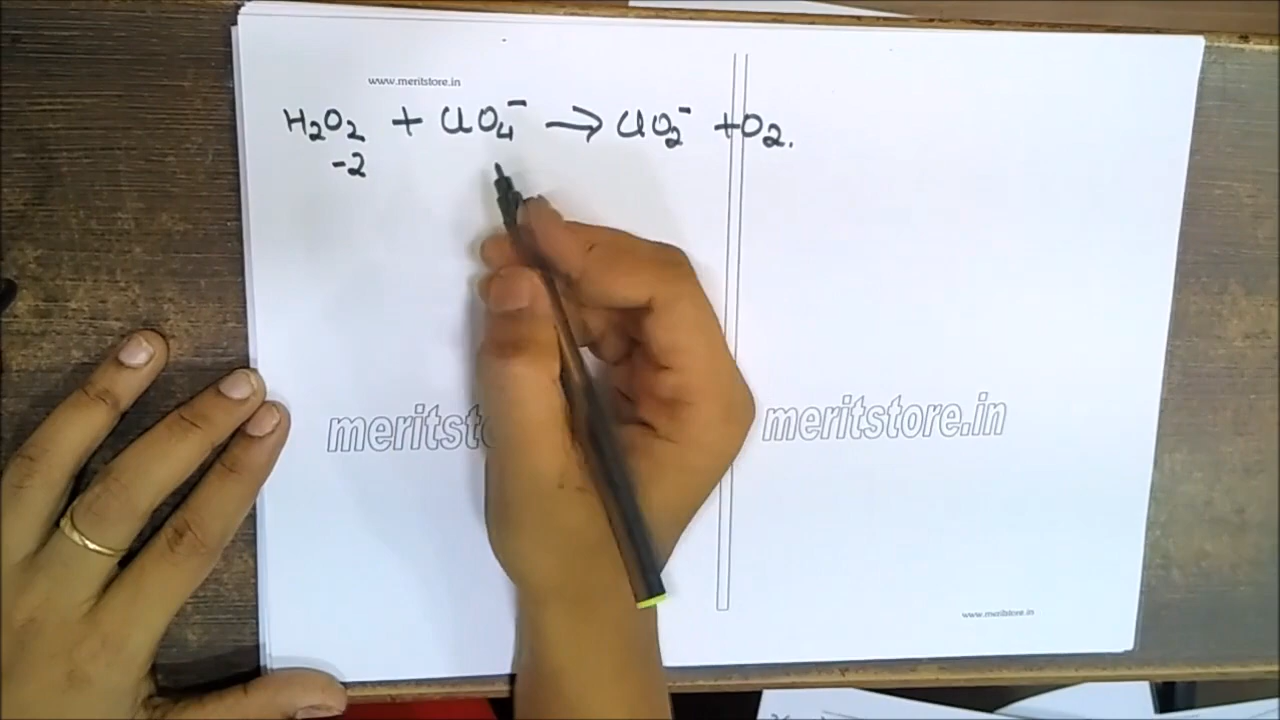 www.meritstore.in
H₂O₂ + ClO₄⁻ → ClO₂⁻ + O₂.
-2
meritstore.in
www.meritstore.in